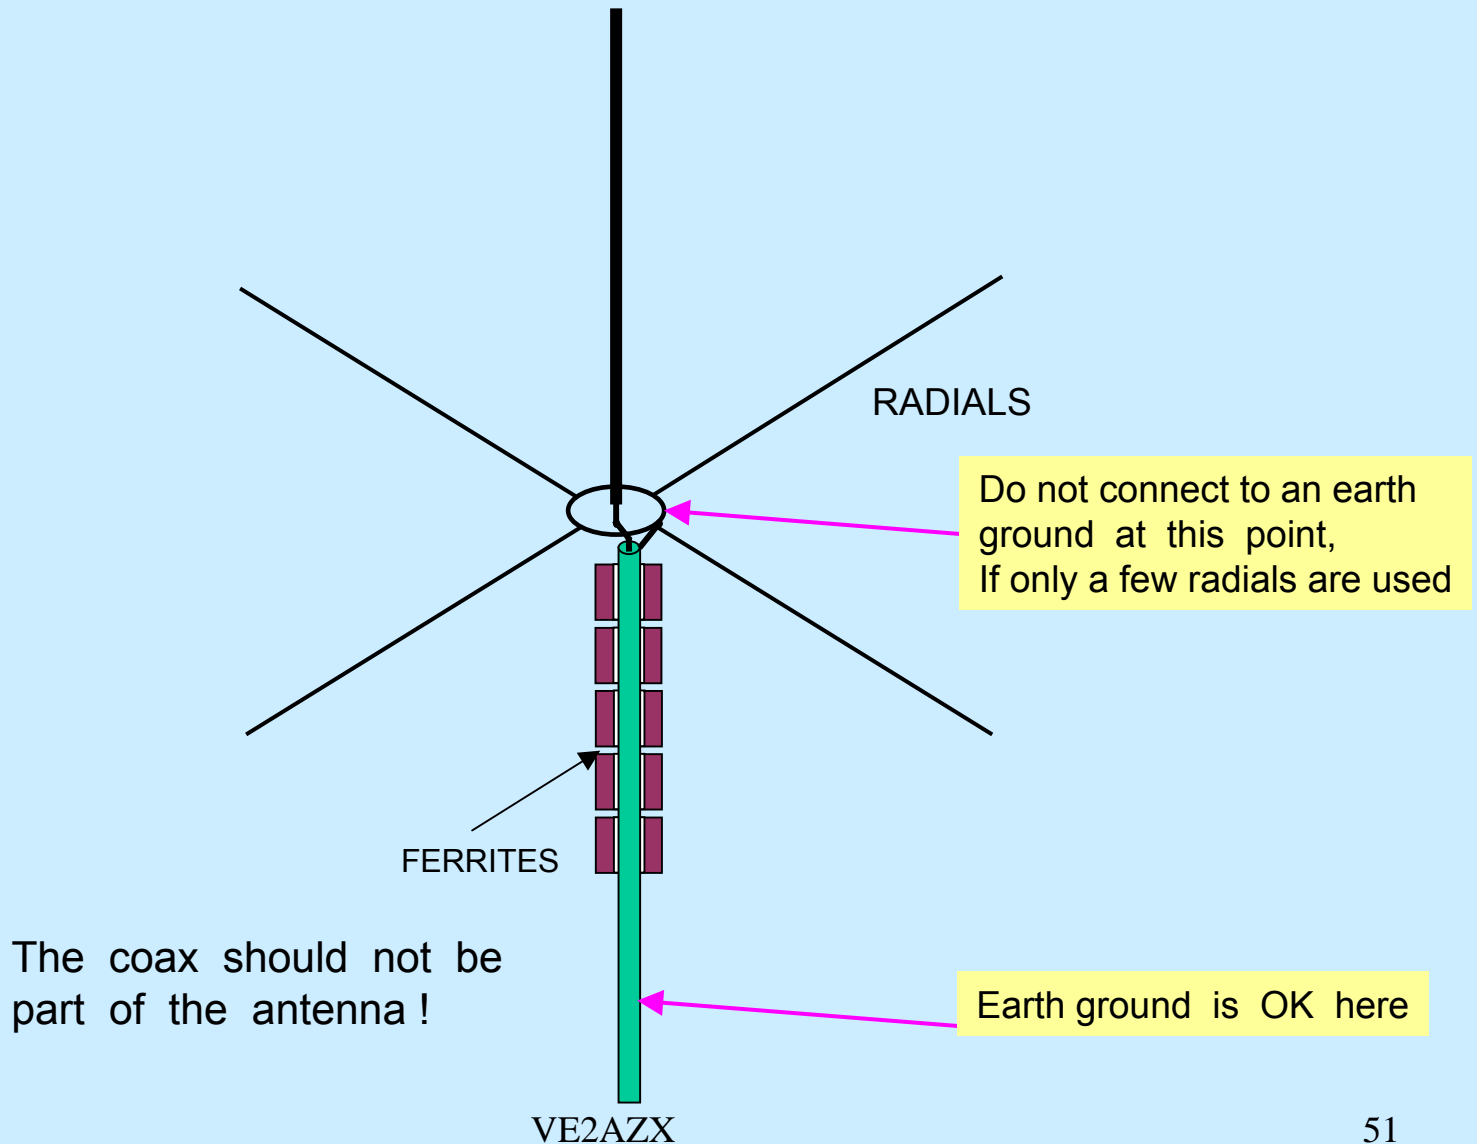 RADIALS
Do not connect to an earth
ground at this point,
If only a few radials are used
FERRITES
The coax should not be
part of the antenna !
Earth ground is OK here
VE2AZX
51